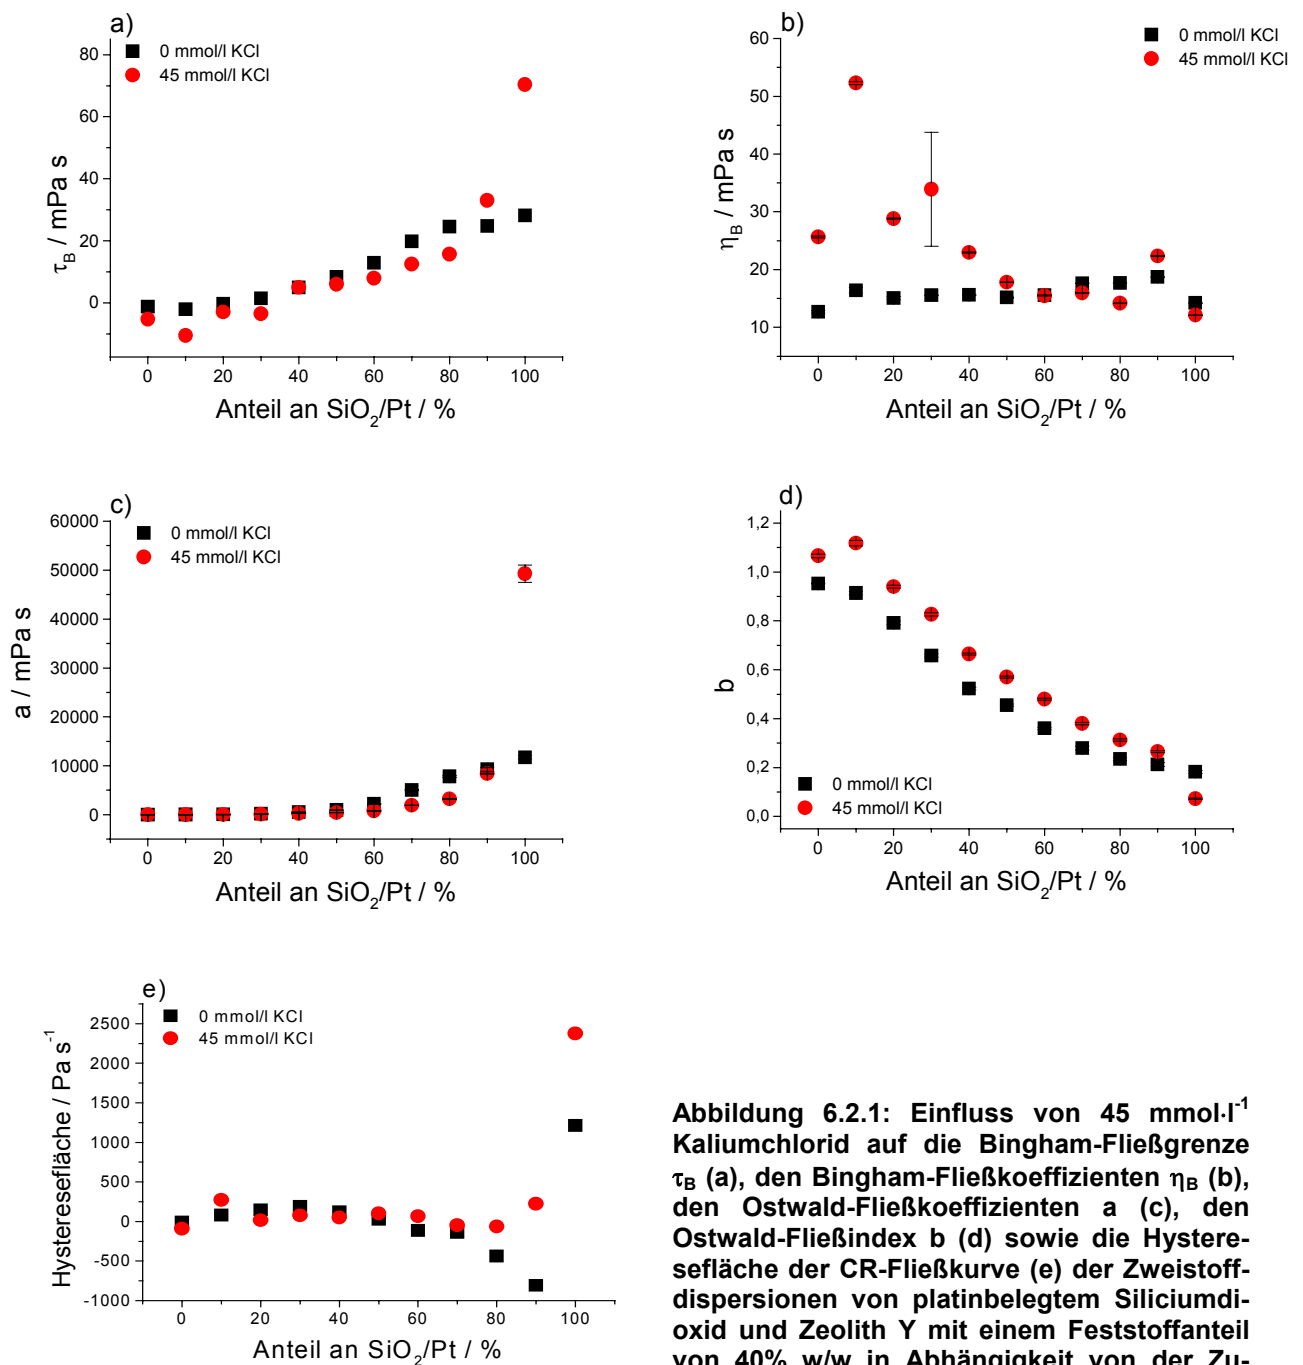 a)
0 mmol/l KCl
45 mmol/l KCl
80
60
40
20
0
τB / mPa s
0 20 40 60 80 100
Anteil an SiO2/Pt / %
b)
0 mmol/l KCl
45 mmol/l KCl
60
50
40
30
20
10
ηB / mPa s
0 20 40 60 80 100
Anteil an SiO2/Pt / %
c)
0 mmol/l KCl
45 mmol/l KCl
60000
50000
40000
30000
20000
10000
0
a / mPa s
0 20 40 60 80 100
Anteil an SiO2/Pt / %
d)
1,2
1,0
0,8
0,6
0,4
0,2
0,0
b
0 mmol/l KCl
45 mmol/l KCl
0 20 40 60 80 100
Anteil an SiO2/Pt / %
e)
0 mmol/l KCl
45 mmol/l KCl
2500
2000
1500
1000
500
0
-500
-1000
Hysteresefläche / Pa s-1
0 20 40 60 80 100
Anteil an SiO2/Pt / %
Abbildung 6.2.1: Einfluss von 45 mmol·l-1
Kaliumchlorid auf die Bingham-Fließgrenze
τB (a), den Bingham-Fließkoeffizienten ηB (b),
den Ostwald-Fließkoeffizienten a (c), den
Ostwald-Fließindex b (d) sowie die Hystere-
sefläche der CR-Fließkurve (e) der Zweistoff-
dispersionen von platinbelegtem Siliciumdi-
oxid und Zeolith Y mit einem Feststoffanteil
von 40% w/w in Abhängigkeit von der Zu-